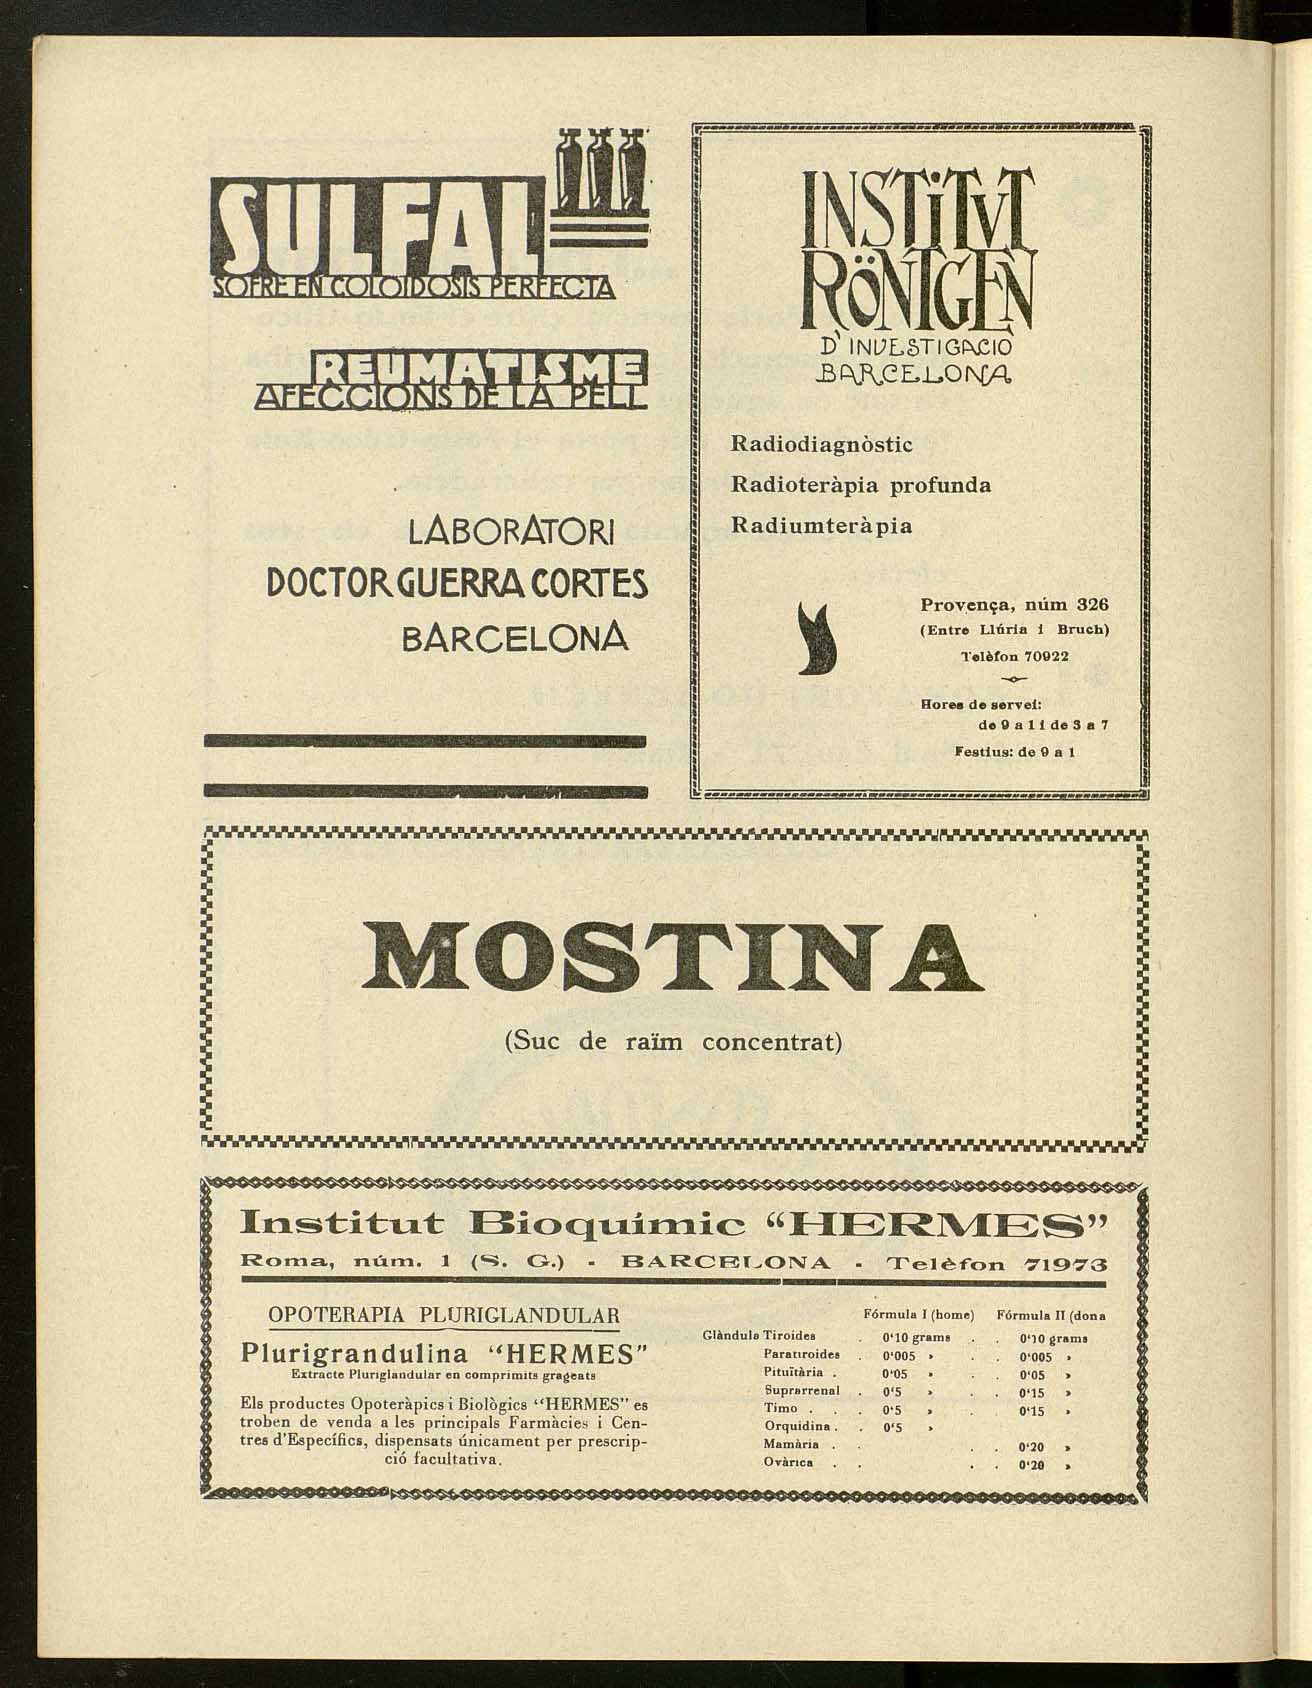 SULFAL
SOFRE EN COLOIDOSIS PERFECTA
REUMATISME
AFECCIONS DE LA PELL
LABORATORI
DOCTOR GUERRA CORTES
BARCELONA
INSTITVT
RÖNTGEN
D'INVESTIGACIO
BARCELONA
Radiodiagnòstic
Radioteràpia profunda
Radiumteràpia
Provença, núm 326
(Entre Llúria i Bruch)
Telèfon 70922
Hores de servei:
de 9 a 1 i de 3 a 7
Festius: de 9 a 1
MOSTINA
(Suc de raïm concentrat)
Institut Bioquímic “HERMES”
Roma, núm. 1 (S. G.) - BARCELONA - Telèfon 71973
OPOTERAPIA PLURIGLANDULAR
Plurigrandulina “HERMES”
Extracte Pluriglandular en comprimits grageats
Els productes Opoteràpics i Biològics “HERMES” es
troben de venda a les principals Farmàcies i Cen-
tres d'Específics, dispensats únicament per prescrip-
ció facultativa.
Fórmula I (home) Fórmula II (dona
Glàndula Tiroides . 0‘10 grams . . 0‘10 grams
Paratiroides . 0‘005 » . . 0‘005 »
Pituïtària . 0‘05 » . . 0‘05 »
Suprarrenal . 0‘5 » . . 0‘15 »
Timo . . . 0‘5 » . . 0‘15 »
Orquidina . . 0‘5 »
Mamària . . . . 0‘20 »
Ovàrica . . . . 0‘20 »